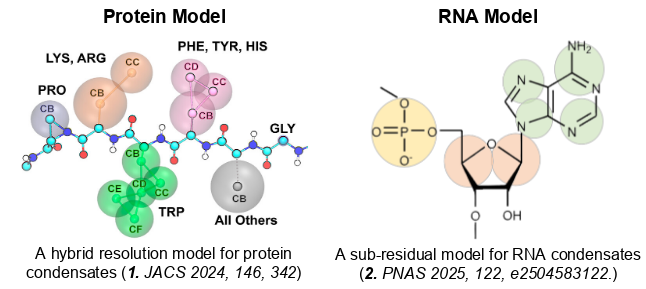 Protein Model
RNA Model
LYS, ARG
PHE, TYR, HIS
PRO
CB
CC
CB
CD
CC
CB
GLY
CB
CD
CC
CE
CF
TRP
CB
All Others
NH₂
N
N
N
N
O
O=P
O
O⁻
O
O
OH
A hybrid resolution model for protein
condensates (1. JACS 2024, 146, 342)
A sub-residual model for RNA condensates
(2. PNAS 2025, 122, e2504583122.)